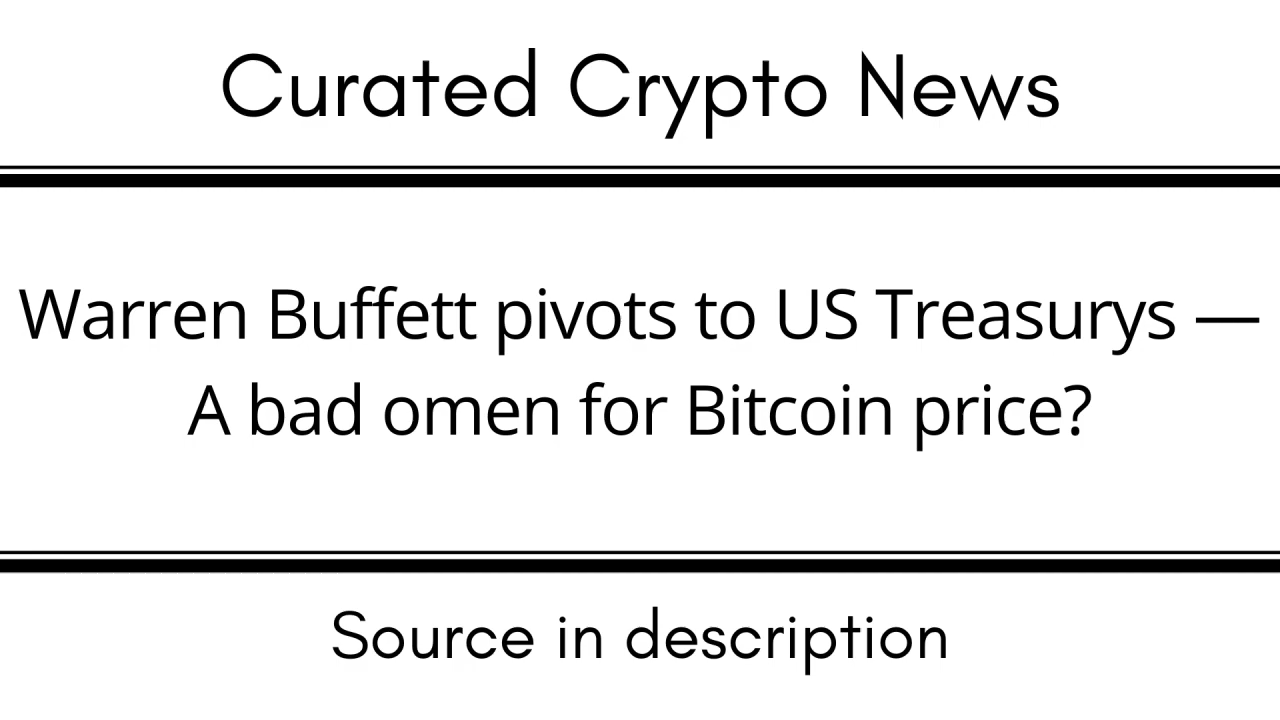 Curated Crypto News
Warren Buffett pivots to US Treasurys —
A bad omen for Bitcoin price?
Source in description